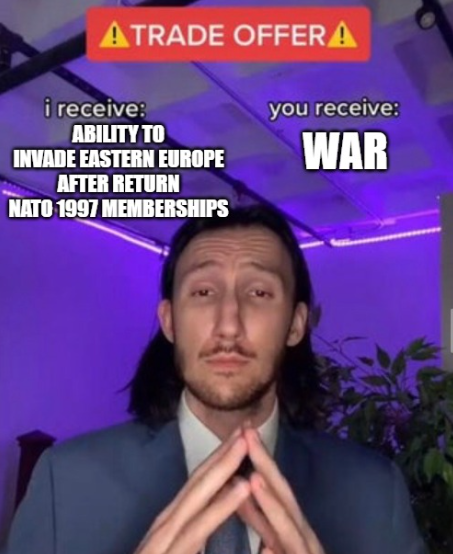 ⚠TRADE OFFER⚠
i receive:
you receive:
ABILITY TO
INVADE EASTERN EUROPE
AFTER RETURN
NATO 1997 MEMBERSHIPS
WAR